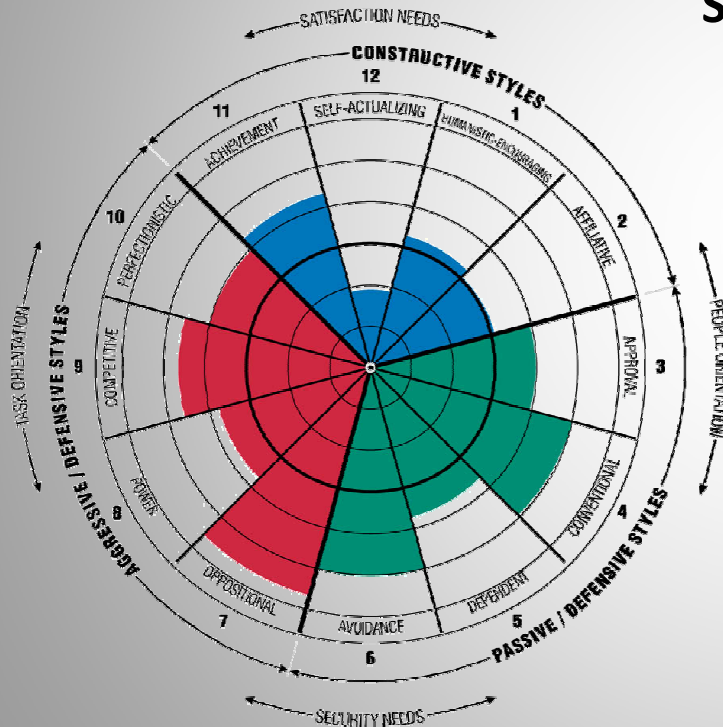 S
SATISFACTION NEEDS
CONSTRUCTIVE STYLES
12
SELF-ACTUALIZING
1
HUMANISTIC-ENCOURAGING
2
AFFILIATIVE
PEOPLE ORIENTATION
3
APPROVAL
4
CONVENTIONAL
PASSIVE / DEFENSIVE STYLES
5
DEPENDENT
6
AVOIDANCE
SECURITY NEEDS
7
OPPOSITIONAL
8
POWER
AGGRESSIVE / DEFENSIVE STYLES
TASK ORIENTATION
9
COMPETITIVE
10
PERFECTIONISTIC
11
ACHIEVEMENT